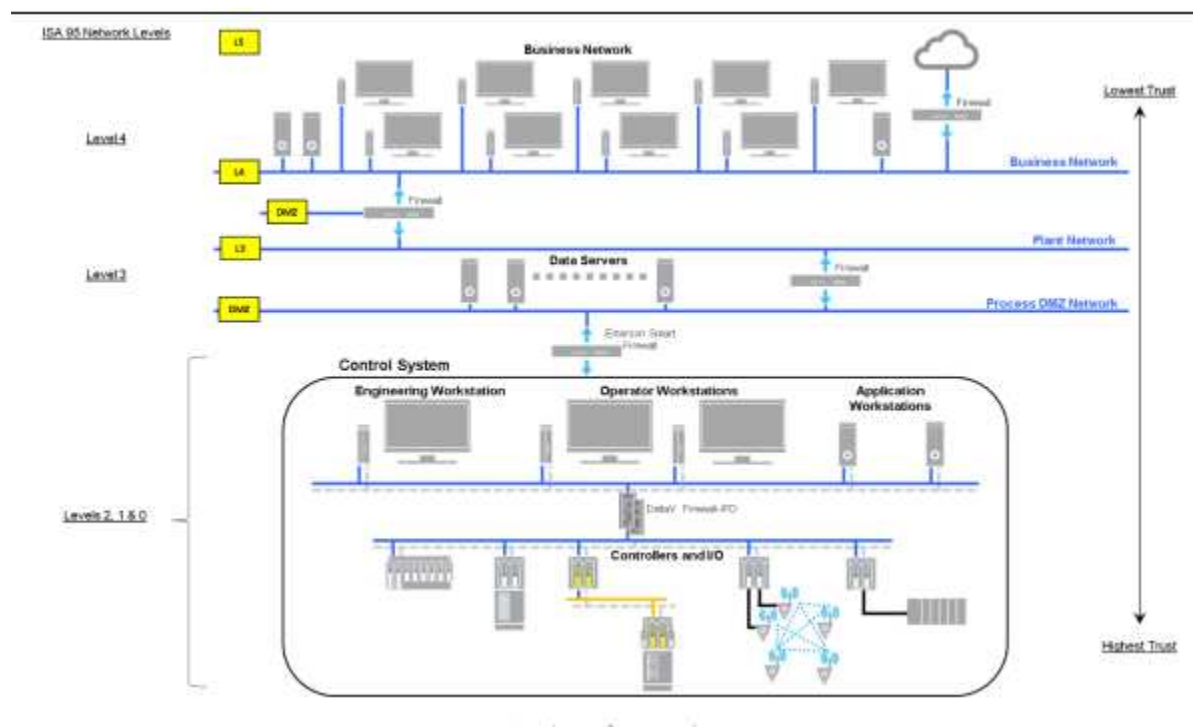 ISA 95 Network Levels
L5
Business Network
Firewall
Lowest Trust
Level 4
Business Network
L4
Firewall
DMZ
L3
Plant Network
Data Servers
Firewall
Level 3
DMZ
Process DMZ Network
Emerson Smart
Firewall
Control System
Engineering Workstation
Operator Workstations
Application
Workstations
Levels 2, 1 & 0
DeltaV Firewall-IPD
Controllers and I/O
Highest Trust